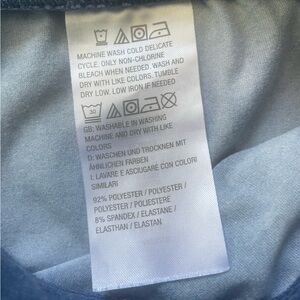 MACHINE WASH COLD DELICATE
CYCLE. ONLY NON-CHLORINE
BLEACH WHEN NEEDED. WASH AND
DRY WITH LIKE COLORS. TUMBLE
DRY LOW. LOW IRON IF NEEDED
30
GB: WASHABLE IN WASHING
MACHINE AND DRY WITH LIKE
COLORS
D: WASCHEN UND TROCKNEN MIT
ÄHNLICHEN FARBEN
I: LAVARE E ASCIUGARE CON COLORI
SIMILARI
92% POLYESTER / POLYESTER /
POLYESTER / POLIESTERE
8% SPANDEX / ELASTANE /
ELASTHAN / ELASTAN